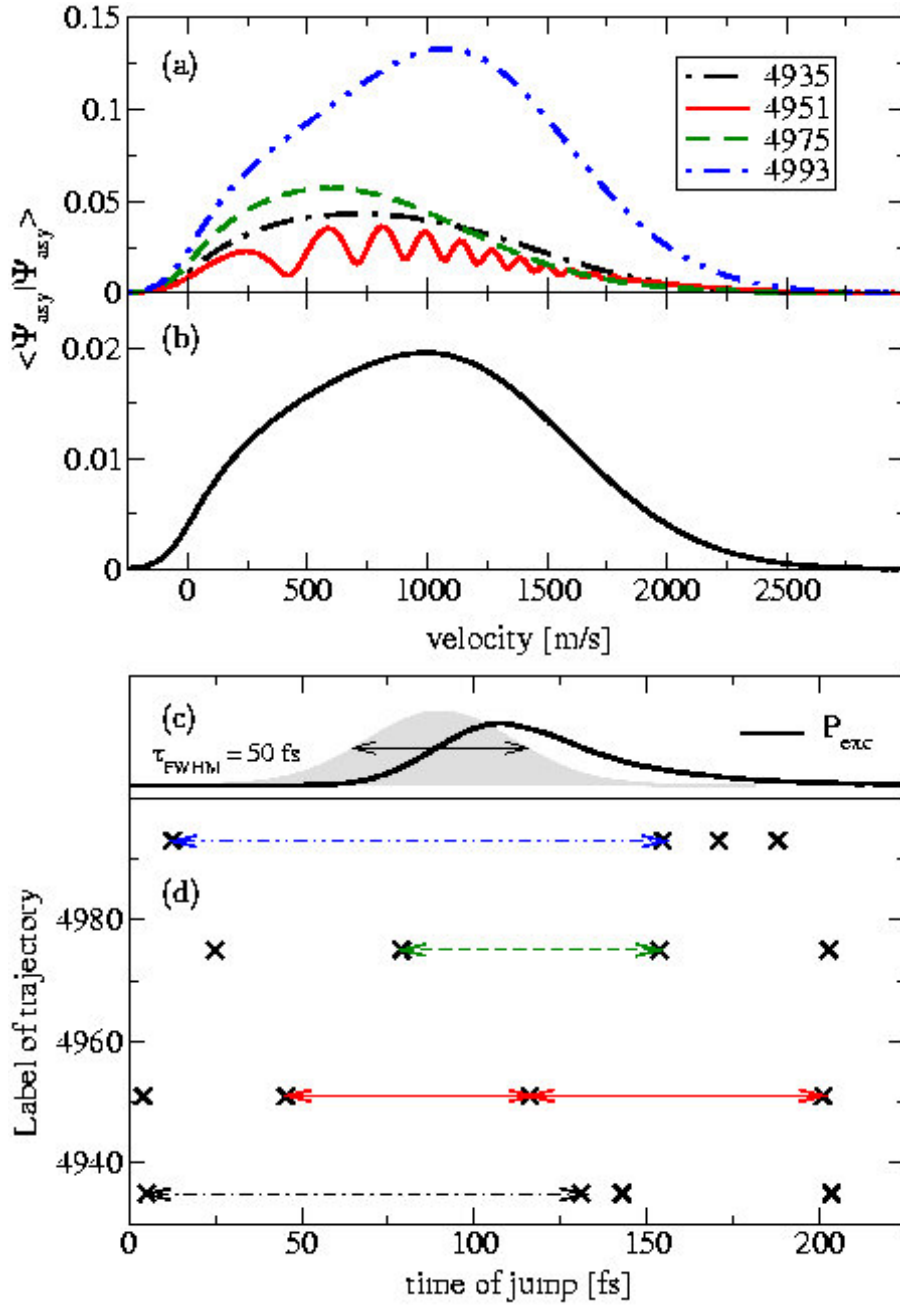 0.15
(a)
4935
4951
4975
4993
0.10
0.05
0
<Ψasy|Ψasy>
(b)
0.02
0.01
0
0 500 1000 1500 2000 2500
velocity [m/s]
(c)
τFWHM = 50 fs
Pexc
(d)
4980
4960
4940
Label of trajectory
0 50 100 150 200
time of jump [fs]